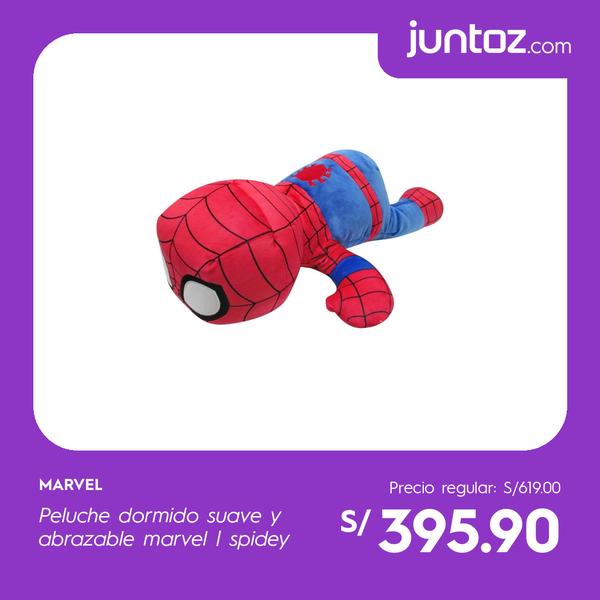 juntoz.com
MARVEL
Peluche dormido suave y
abrazable marvel | spidey
Precio regular: S/619.00
S/ 395.90